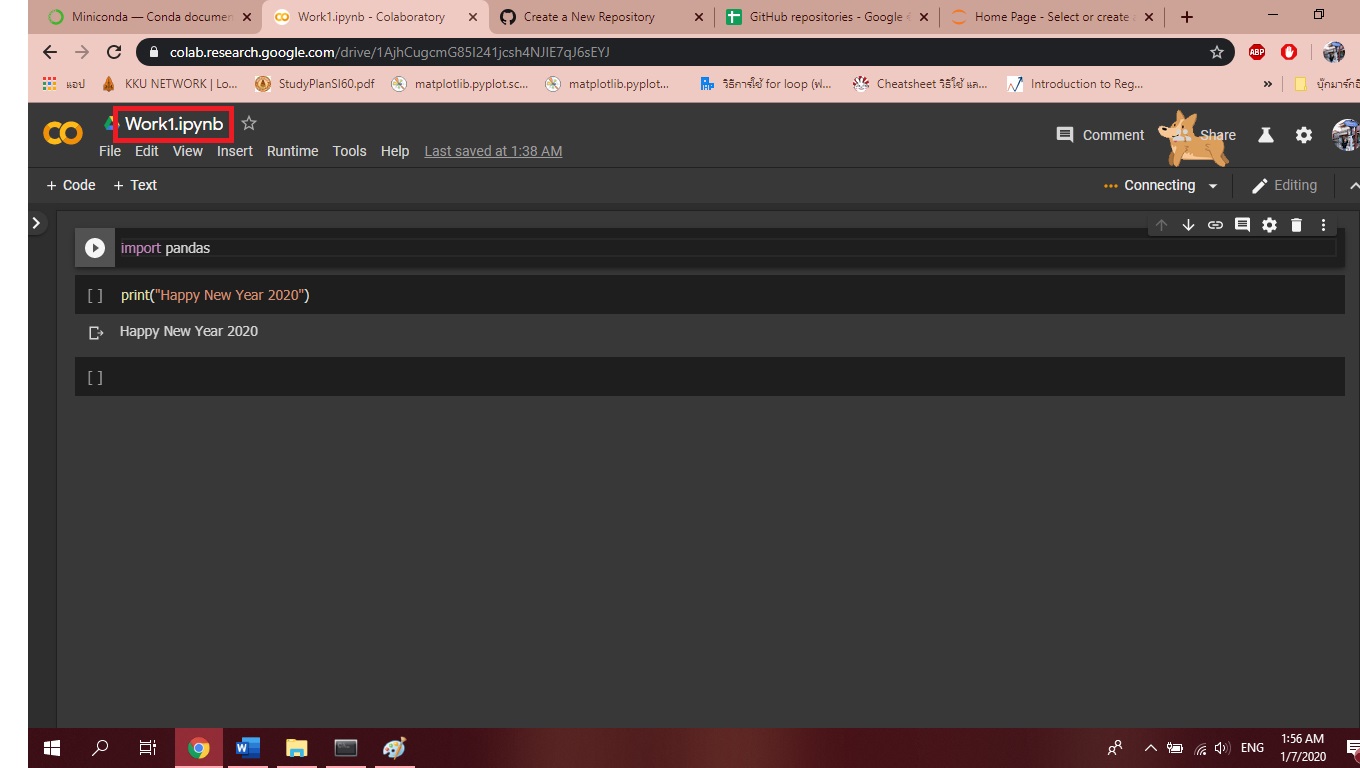 Miniconda — Conda documen
Work1.ipynb - Colaboratory
Create a New Repository
GitHub repositories - Google
Home Page - Select or create a
colab.research.google.com/drive/1AjhCugcmG85I241jcsh4NJIE7qJ6sEYJ
ABP
แอป
KKU NETWORK | Lo...
StudyPlanSI60.pdf
matplotlib.pyplot.sc...
matplotlib.pyplot...
วิธีการใช้ for loop (ฟ...
Cheatsheet วิธีใช้ แล...
Introduction to Reg...
»
บุ๊กมาร์กอื
Work1.ipynb
Comment
Share
File Edit View Insert Runtime Tools Help Last saved at 1:38 AM
+ Code + Text
Connecting
Editing
import pandas
[ ] print("Happy New Year 2020")
Happy New Year 2020
[ ]
ENG
1:56 AM
1/7/2020